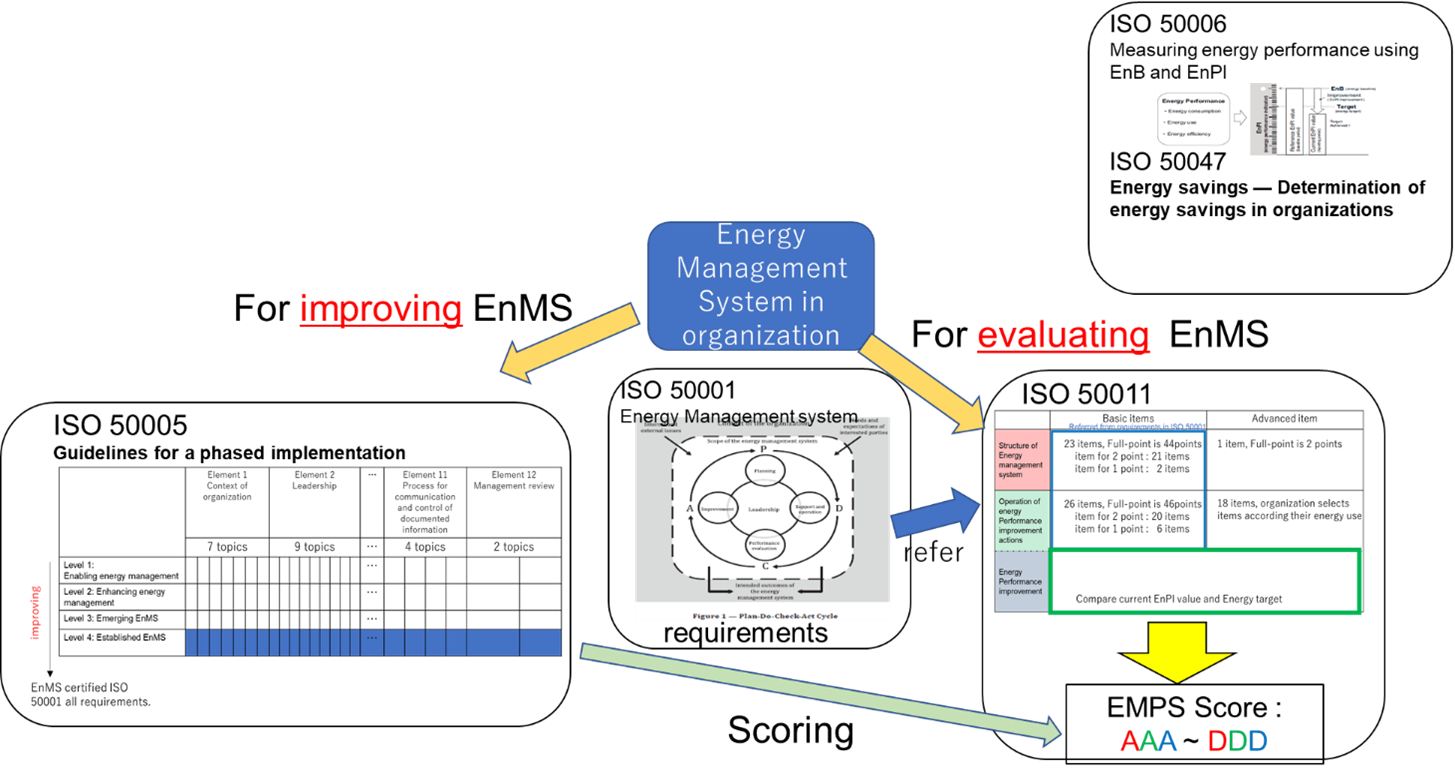 ISO 50006
Measuring energy performance using
EnB and EnPI
Energy Performance
• Energy consumption
• Energy use
• Energy efficiency
EnPI
Reference EnPI value
Current EnPI value
EnB
Improvement
Target
ISO 50047
Energy savings — Determination of
energy savings in organizations
Energy
Management
System in
organization
For improving EnMS
For evaluating EnMS
ISO 50005
Guidelines for a phased implementation
Element 1
Context of
organization
Element 2
Leadership
...
Element 11
Process for
communication
and control of
documented
information
Element 12
Management review
7 topics
9 topics
...
4 topics
2 topics
Level 1:
Enabling energy management
...
Level 2: Enhancing energy
management
...
Level 3: Emerging EnMS
...
Level 4: Established EnMS
...
improving
EnMS certified ISO
50001 all requirements.
ISO 50001
Energy Management system
external issues
expectations of
interested parties
Scope of the energy management system
P
Planning
A
Improvement
Leadership
Support and
operation
D
Performance
evaluation
C
Intended outcomes of
the energy
management system
Figure 1 — Plan-Do-Check-Act Cycle
requirements
refer
ISO 50011
Basic items
Referred from requirements in ISO 50001
Advanced item
Structure of
Energy
management
system
23 items, Full-point is 44points
item for 2 point : 21 items
item for 1 point : 2 items
1 item, Full-point is 2 points
Operation of
energy
Performance
improvement
actions
26 items, Full-point is 46points
item for 2 point : 20 items
item for 1 point : 6 items
18 items, organization selects
items according their energy use
Energy
Performance
improvement
Compare current EnPI value and Energy target
Scoring
EMPS Score :
AAA ~ DDD